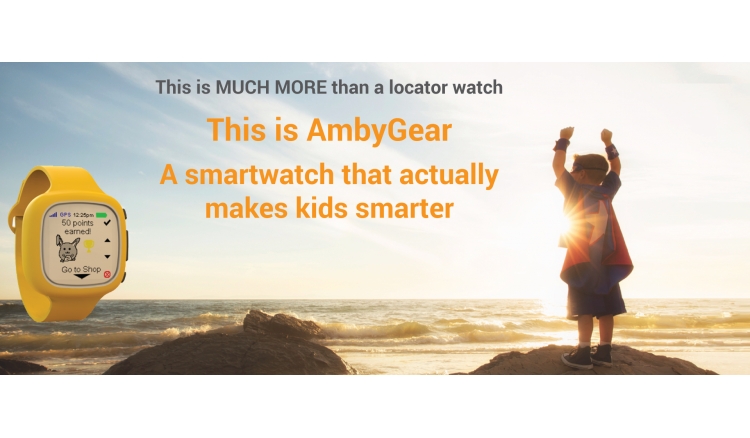 This is MUCH MORE than a locator watch
This is AmbyGear
A smartwatch that actually
makes kids smarter
GPS 12:25pm
50 points
earned!
Go to Shop